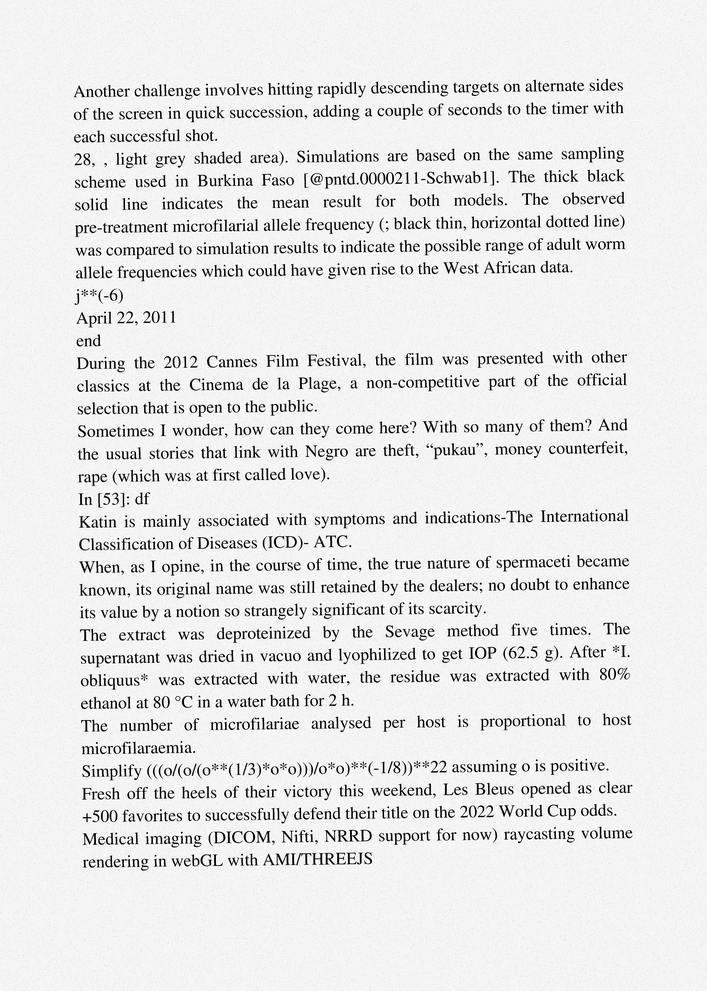 Another challenge involves hitting rapidly descending targets on alternate sides
of the screen in quick succession, adding a couple of seconds to the timer with
each successful shot.
28, , light grey shaded area). Simulations are based on the same sampling
scheme used in Burkina Faso [@pntd.0000211-Schwab1]. The thick black
solid line indicates the mean result for both models. The observed
pre-treatment microfilarial allele frequency (; black thin, horizontal dotted line)
was compared to simulation results to indicate the possible range of adult worm
allele frequencies which could have given rise to the West African data.
j**(-6)
April 22, 2011
end
During the 2012 Cannes Film Festival, the film was presented with other
classics at the Cinema de la Plage, a non-competitive part of the official
selection that is open to the public.
Sometimes I wonder, how can they come here? With so many of them? And
the usual stories that link with Negro are theft, “pukau”, money counterfeit,
rape (which was at first called love).
In [53]: df
Katin is mainly associated with symptoms and indications-The International
Classification of Diseases (ICD)- ATC.
When, as I opine, in the course of time, the true nature of spermaceti became
known, its original name was still retained by the dealers; no doubt to enhance
its value by a notion so strangely significant of its scarcity.
The extract was deproteinized by the Sevage method five times. The
supernatant was dried in vacuo and lyophilized to get IOP (62.5 g). After *I.
obliquus* was extracted with water, the residue was extracted with 80%
ethanol at 80 °C in a water bath for 2 h.
The number of microfilariae analysed per host is proportional to host
microfilaraemia.
Simplify (((o/(o/(o**(1/3)*o*o)))/o*o)**(-1/8))**22 assuming o is positive.
Fresh off the heels of their victory this weekend, Les Bleus opened as clear
+500 favorites to successfully defend their title on the 2022 World Cup odds.
Medical imaging (DICOM, Nifti, NRRD support for now) raycasting volume
rendering in webGL with AMI/THREEJS